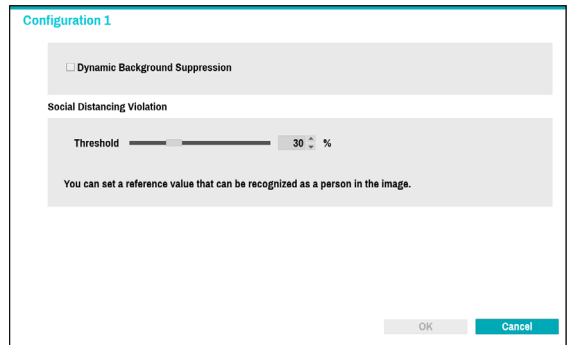 Configuration 1
Dynamic Background Suppression
Social Distancing Violation
Threshold 30 %
You can set a reference value that can be recognized as a person in the image.
OK Cancel